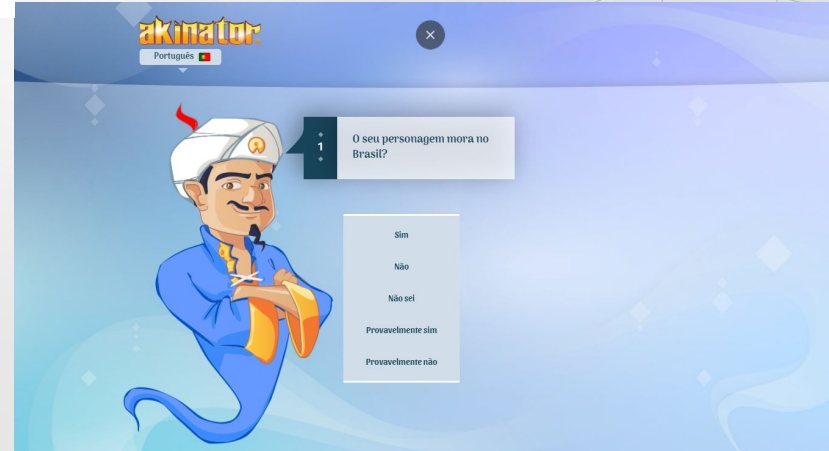 akinator
Português
1
O seu personagem mora no
Brasil?
Sim
Não
Não sei
Provavelmente sim
Provavelmente não